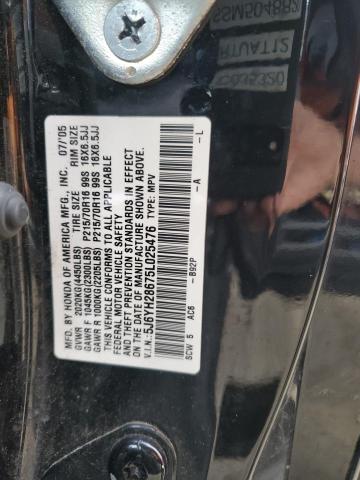 MFD. BY HONDA OF AMERICA MFG., INC. 07/05
GVWR 2020KG(4450LBS) TIRE SIZE RIM SIZE
GAWR F 1045KG(2300LBS) P215/70R16 99S 16X6.5JJ
GAWR R 1000KG(2205LBS) P215/70R16 99S 16X6.5JJ
THIS VEHICLE CONFORMS TO ALL APPLICABLE
FEDERAL MOTOR VEHICLE SAFETY
AND THEFT PREVENTION STANDARDS IN EFFECT
ON THE DATE OF MANUFACTURE SHOWN ABOVE.
V.I.N.: 5J6YH28675L025476 TYPE: MPV
SCW 5 AC6 -B92P -A -L